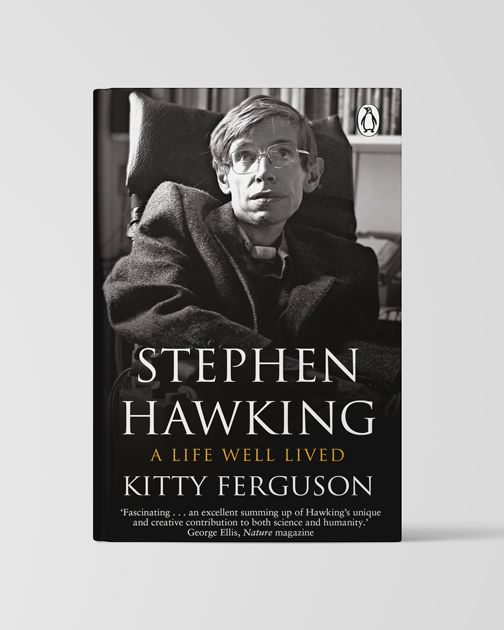 STEPHEN
HAWKING
A LIFE WELL LIVED
KITTY FERGUSON
‘Fascinating . . . an excellent summing up of Hawking’s unique
and creative contribution to both science and humanity.’
George Ellis, Nature magazine